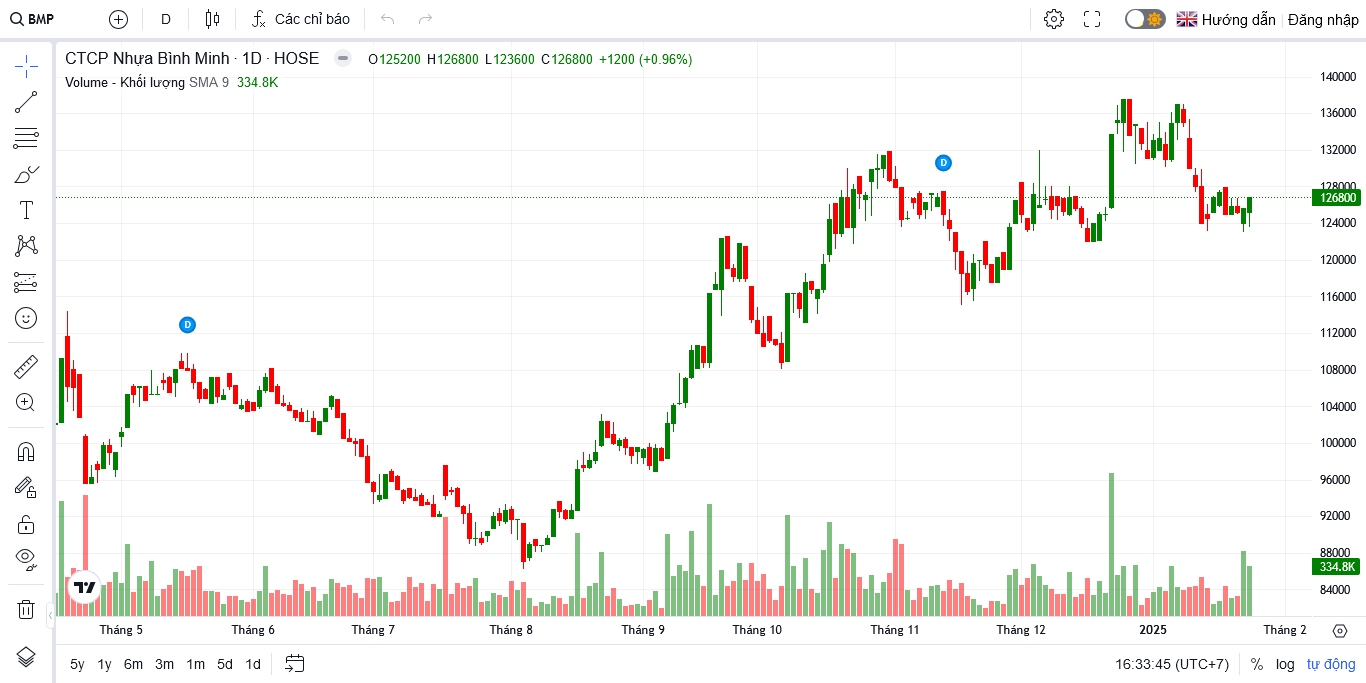 BMP D Các chỉ báo Hướng dẫn Đăng nhập
CTCP Nhựa Bình Minh · 1D · HOSE O125200 H126800 L123600 C126800 +1200 (+0.96%)
Volume - Khối lượng SMA 9 334.8K
140000
136000
132000
D
128000
126800
124000
120000
116000
D
112000
108000
104000
100000
96000
92000
88000
334.8K
84000
Tháng 5 Tháng 6 Tháng 7 Tháng 8 Tháng 9 Tháng 10 Tháng 11 Tháng 12 2025 Tháng 2
5y 1y 6m 3m 1m 5d 1d 16:33:45 (UTC+7) % log tự động